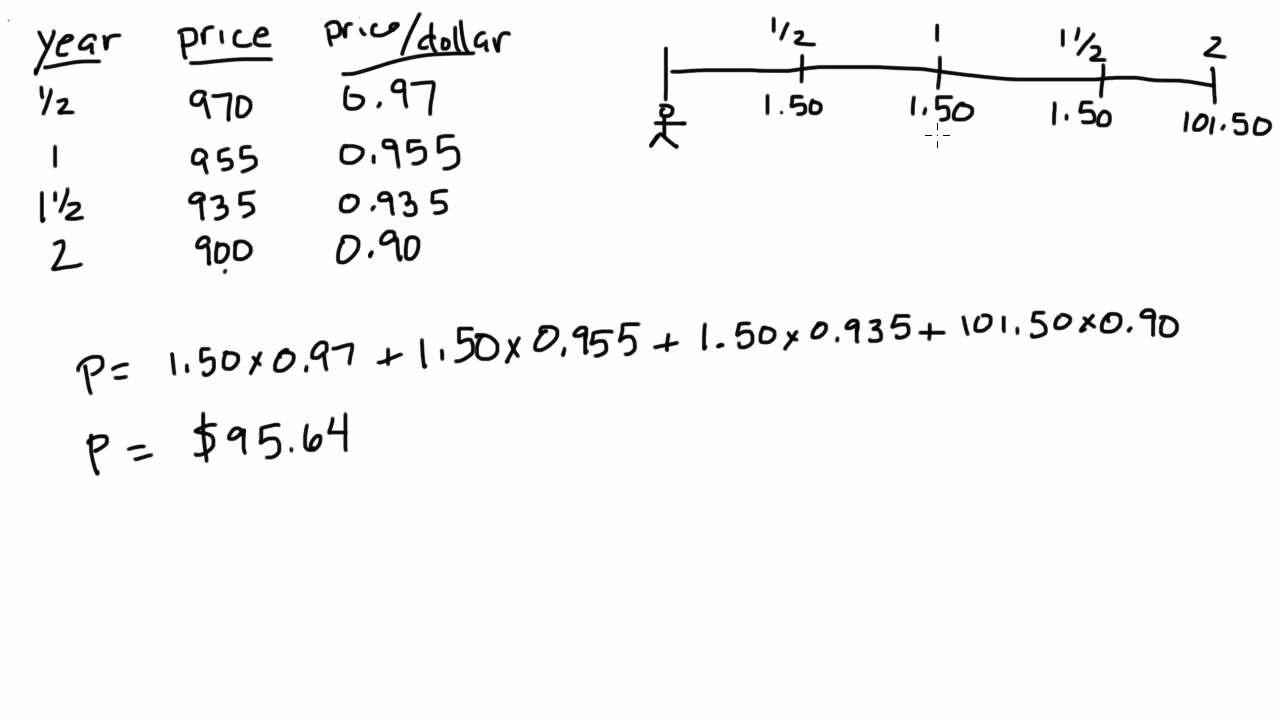 year price price/dollar
1/2 970 0.97
1 955 0.955
1 1/2 935 0.935
2 900 0.90
1/2 1 1 1/2 2
0 1.50 1.50 1.50 101.50
P= 1.50×0.97 + 1.50×0.955 + 1.50×0.935 + 101.50×0.90
P = $95.64